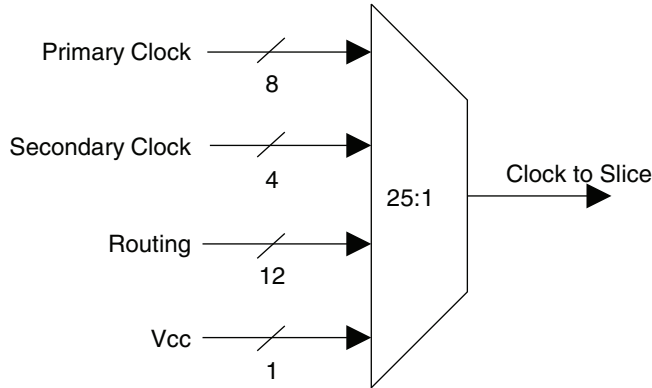 Primary Clock
8
Secondary Clock
4
Routing
12
Vcc
1
25:1
Clock to Slice